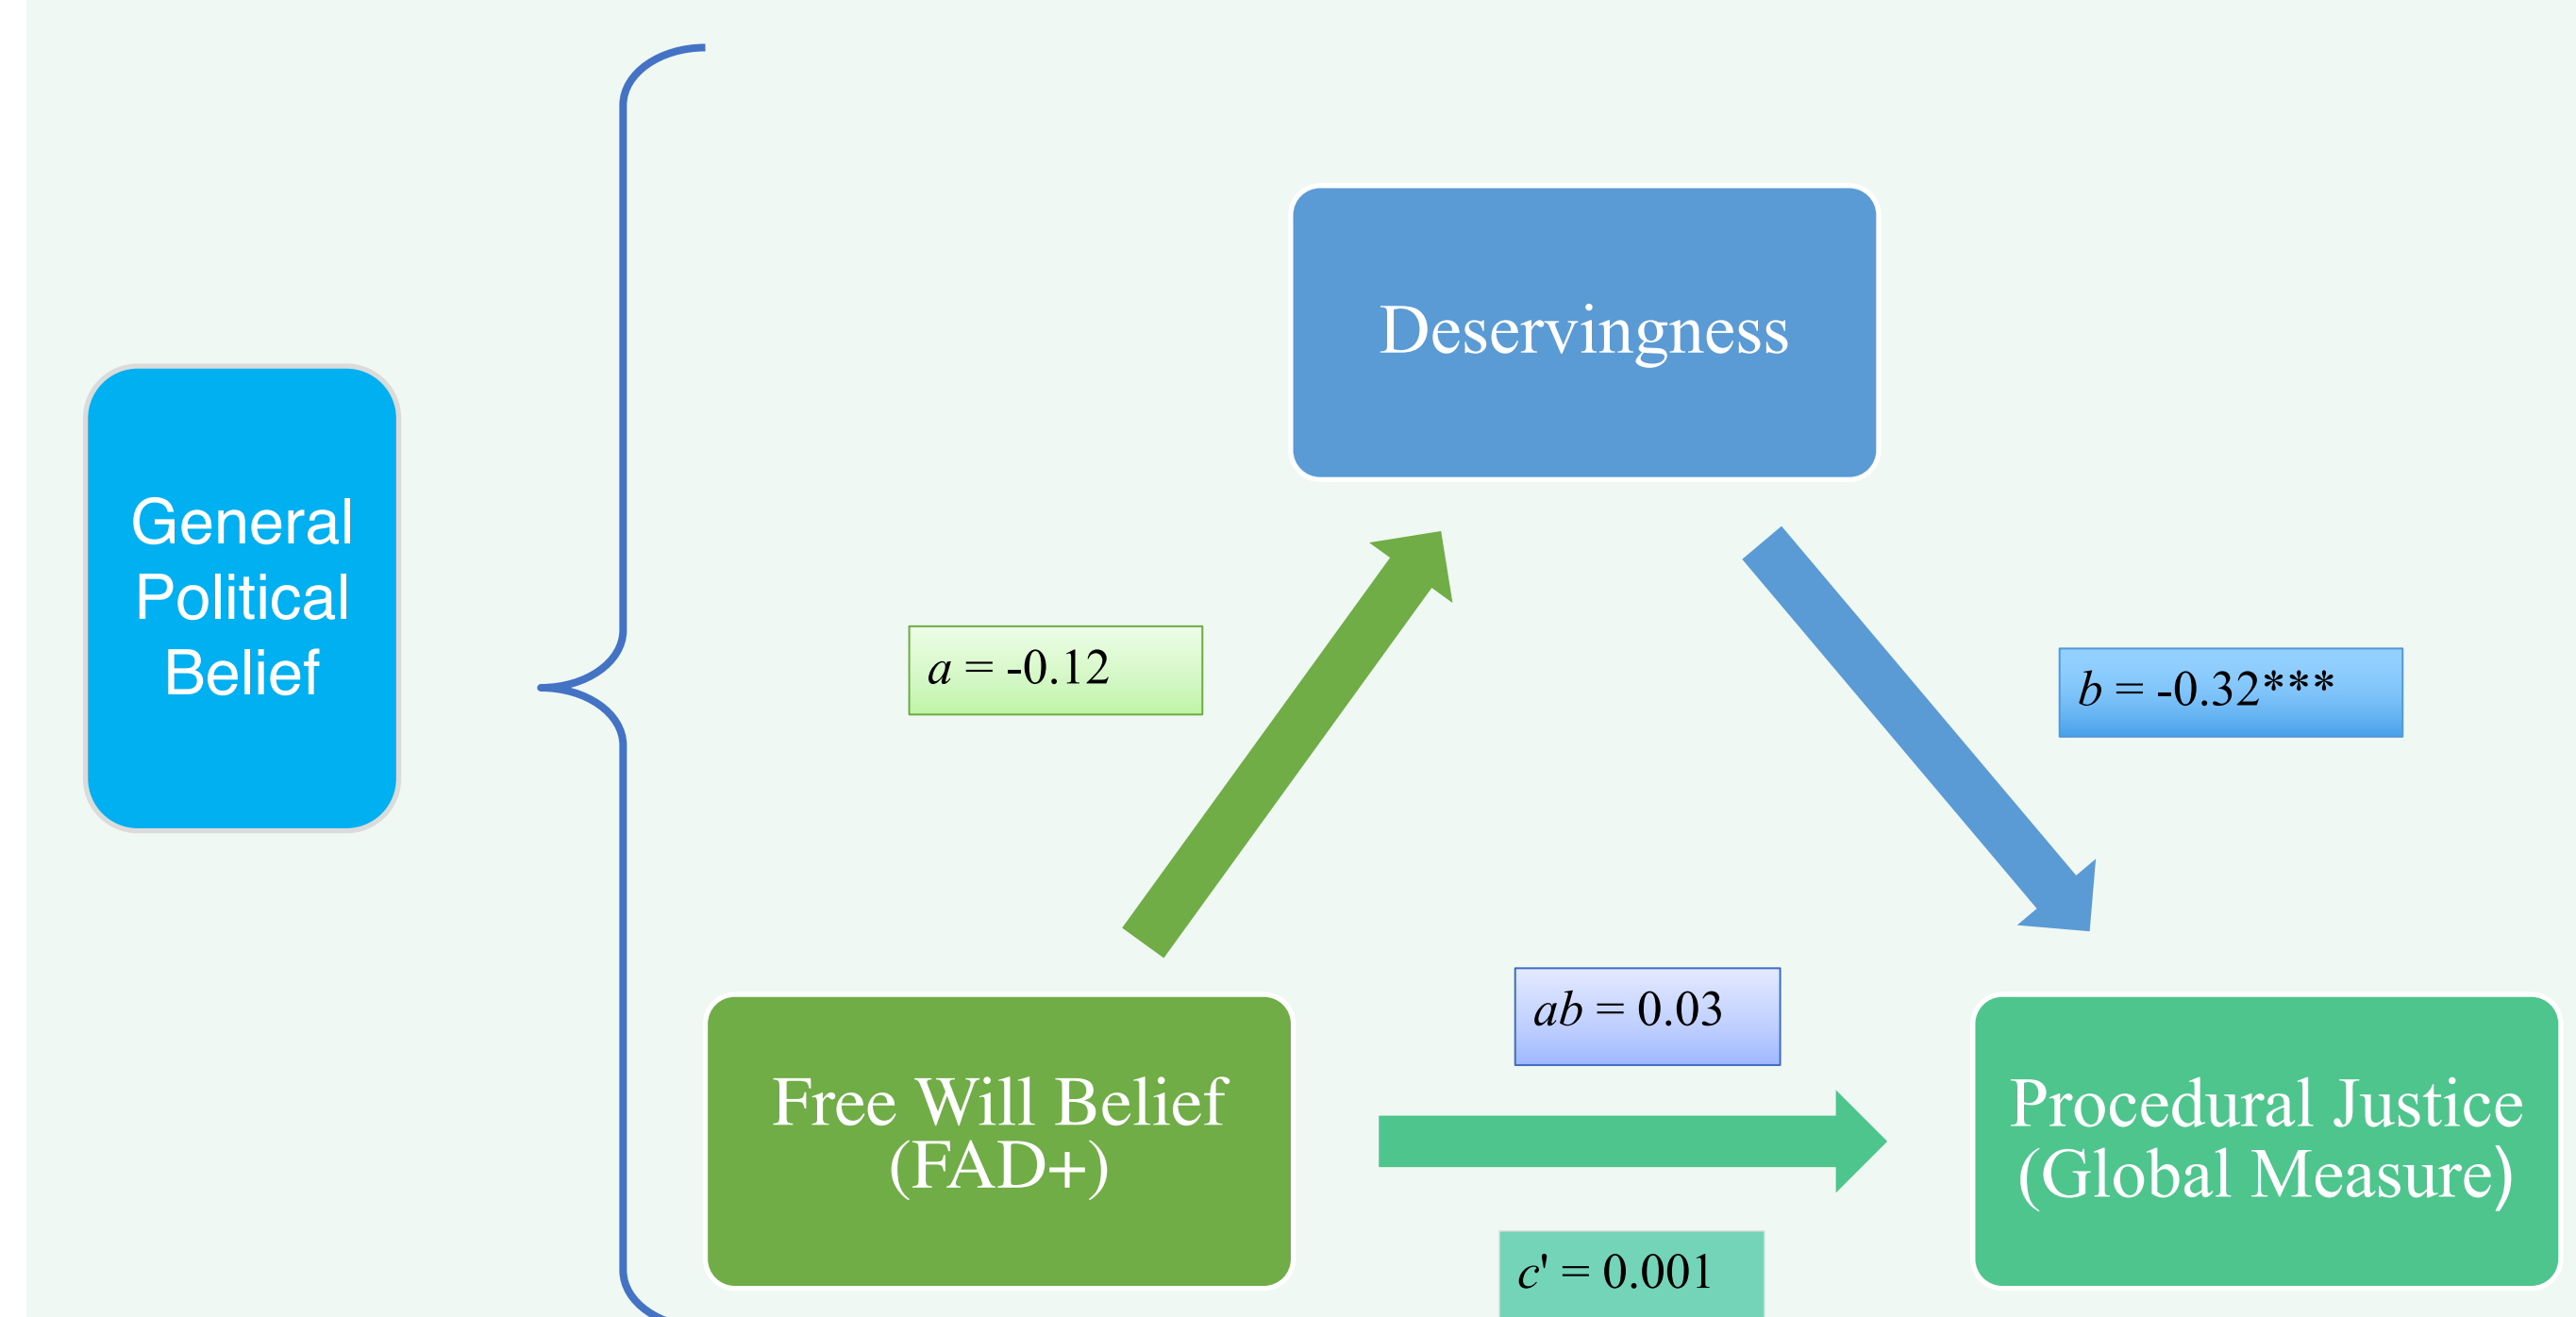 General
Political
Belief
Deservingness
a = -0.12
b = -0.32***
ab = 0.03
Free Will Belief
(FAD+)
Procedural Justice
(Global Measure)
c' = 0.001